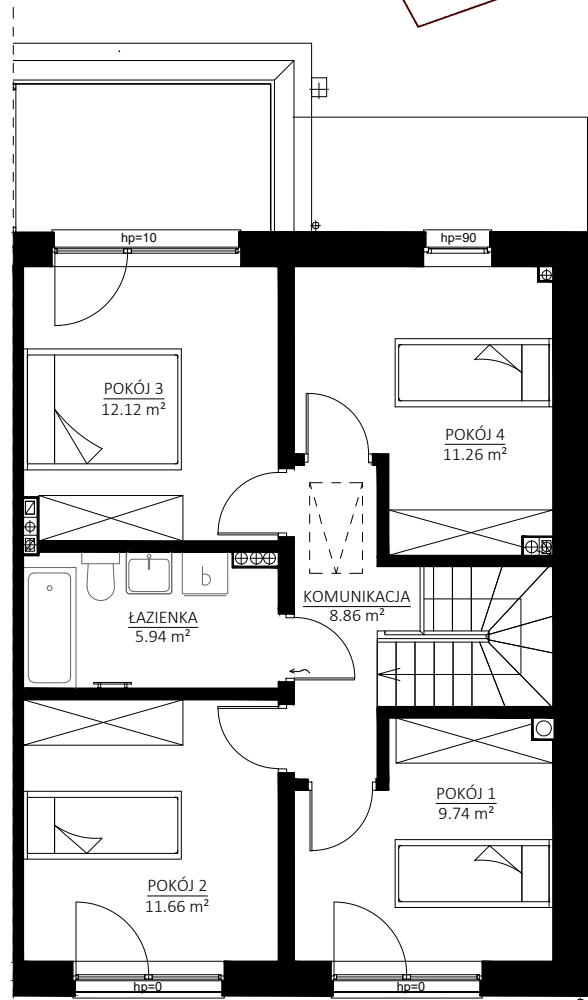 hp=10
hp=90
POKÓJ 3
12.12 m²
POKÓJ 4
11.26 m²
b
KOMUNIKACJA
8.86 m²
ŁAZIENKA
5.94 m²
POKÓJ 1
9.74 m²
POKÓJ 2
11.66 m²
hp=0
hp=0